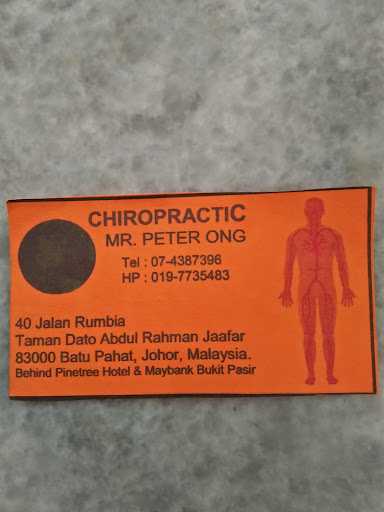 CHIROPRACTIC
MR. PETER ONG
Tel : 07-4387396
HP : 019-7735483
40 Jalan Rumbia
Taman Dato Abdul Rahman Jaafar
83000 Batu Pahat, Johor, Malaysia.
Behind Pinetree Hotel & Maybank Bukit Pasir